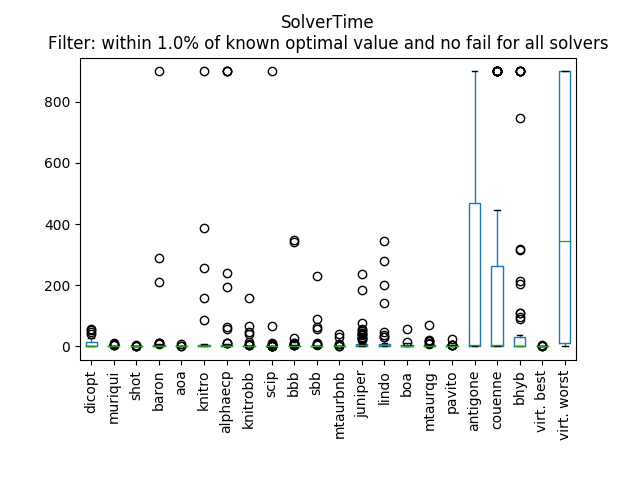 SolverTime
Filter: within 1.0% of known optimal value and no fail for all solvers
800
600
400
200
0
dicopt
muriqui
shot
baron
aoa
knitro
alphaecp
knitrobb
scip
bbb
sbb
mtaurbnb
juniper
lindo
boa
mtaurqg
pavito
antigone
couenne
bhyb
virt. best
virt. worst